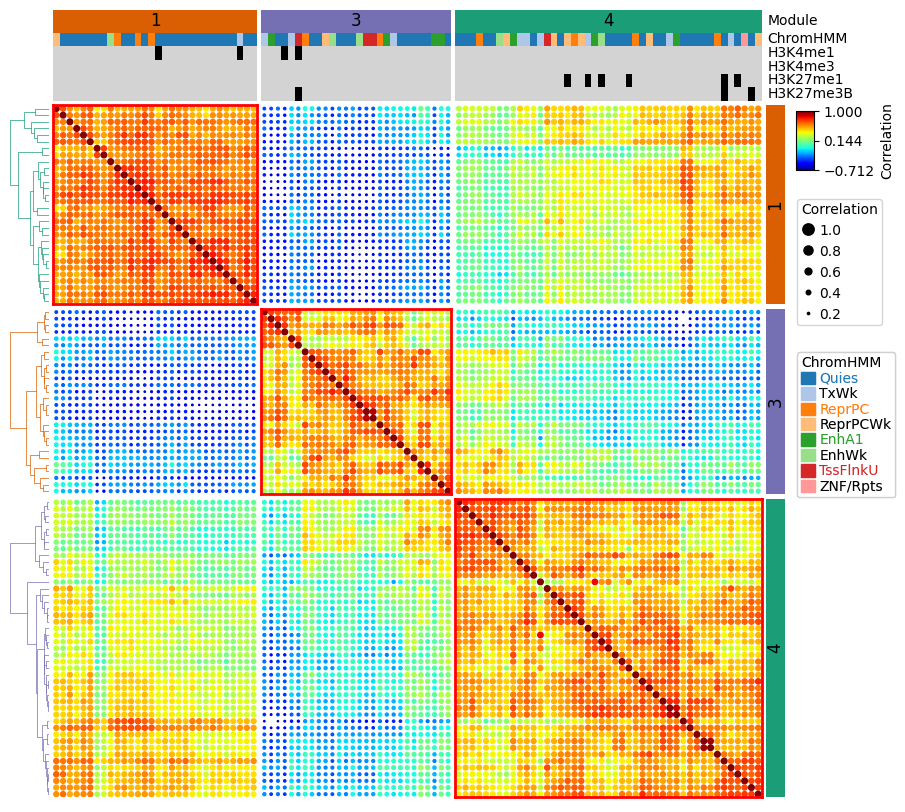 1 3 4 Module
ChromHMM
H3K4me1
H3K4me3
H3K27me1
H3K27me3B
1.000
0.144
−0.712
Correlation
1
3
4
Correlation
1.0
0.8
0.6
0.4
0.2
ChromHMM
Quies
TxWk
ReprPC
ReprPCWk
EnhA1
EnhWk
TssFlnkU
ZNF/Rpts